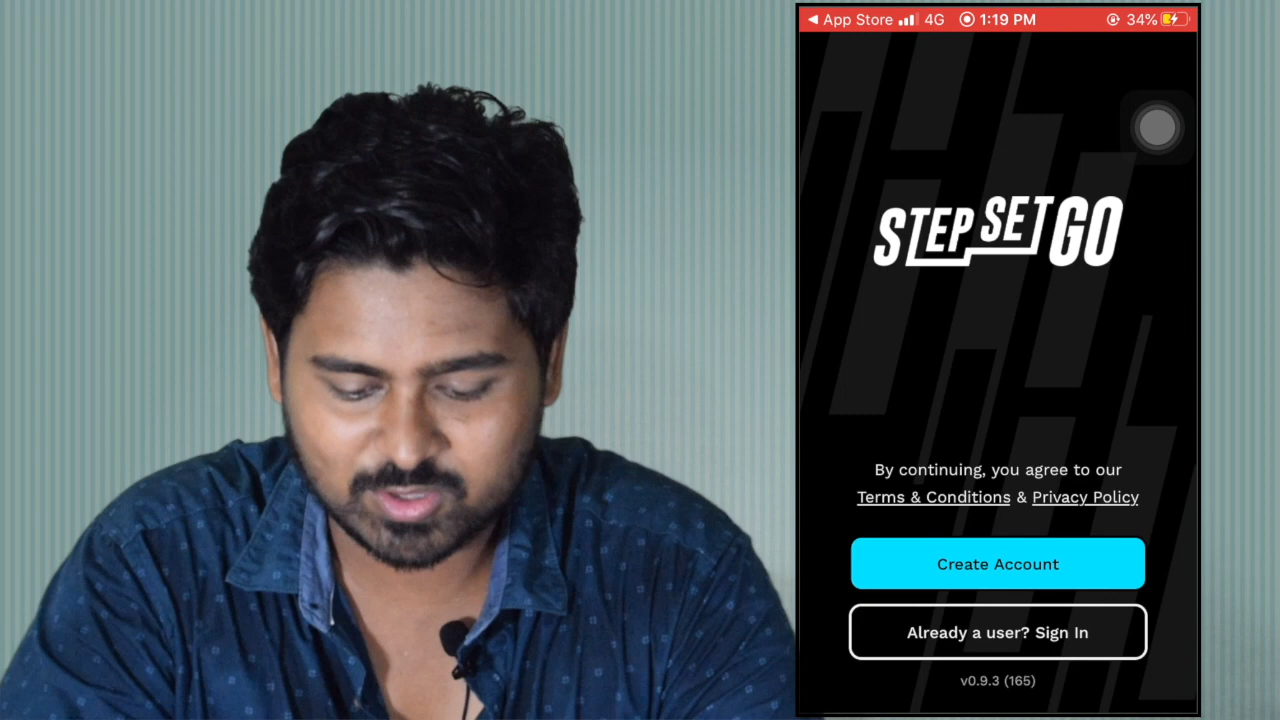 App Store 4G 1:19 PM 34%
STEP SET GO
By continuing, you agree to our
Terms & Conditions & Privacy Policy
Create Account
Already a user? Sign In
v0.9.3 (165)